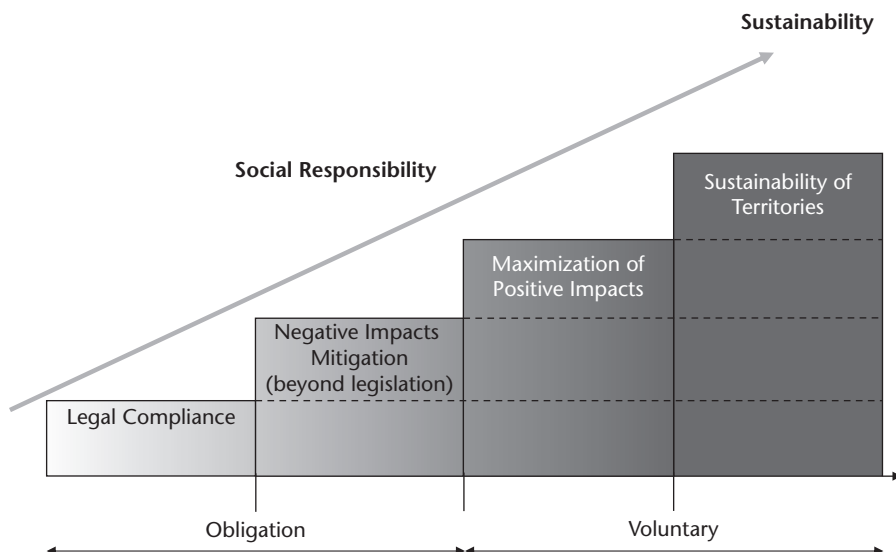 Sustainability
Social Responsibility
Sustainability of
Territories
Maximization of
Positive Impacts
Negative Impacts
Mitigation
(beyond legislation)
Legal Compliance
Obligation
Voluntary